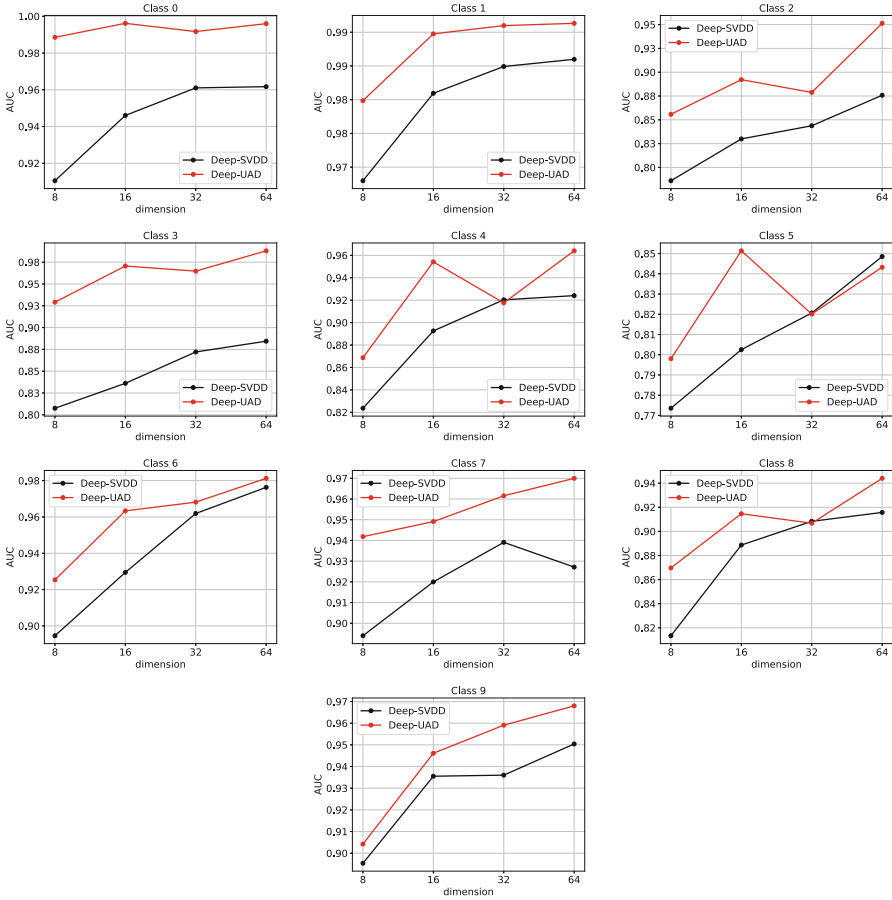 Class 0
AUC
1.00
0.98
0.96
0.94
0.92
Deep-SVDD
Deep-UAD
8
16
32
64
dimension
Class 1
AUC
0.99
0.99
0.98
0.98
0.97
Deep-SVDD
Deep-UAD
8
16
32
64
dimension
Class 2
AUC
0.95
0.93
0.90
0.88
0.85
0.83
0.80
Deep-SVDD
Deep-UAD
8
16
32
64
dimension
Class 3
AUC
0.98
0.95
0.93
0.90
0.88
0.85
0.83
0.80
Deep-SVDD
Deep-UAD
8
16
32
64
dimension
Class 4
AUC
0.96
0.94
0.92
0.90
0.88
0.86
0.84
0.82
Deep-SVDD
Deep-UAD
8
16
32
64
dimension
Class 5
AUC
0.85
0.84
0.83
0.82
0.81
0.80
0.79
0.78
0.77
Deep-SVDD
Deep-UAD
8
16
32
64
dimension
Class 6
AUC
0.98
0.96
0.94
0.92
0.90
Deep-SVDD
Deep-UAD
8
16
32
64
dimension
Class 7
AUC
0.97
0.96
0.95
0.94
0.93
0.92
0.91
0.90
Deep-SVDD
Deep-UAD
8
16
32
64
dimension
Class 8
AUC
0.94
0.92
0.90
0.88
0.86
0.84
0.82
Deep-SVDD
Deep-UAD
8
16
32
64
dimension
Class 9
AUC
0.97
0.96
0.95
0.94
0.93
0.92
0.91
0.90
Deep-SVDD
Deep-UAD
8
16
32
64
dimension